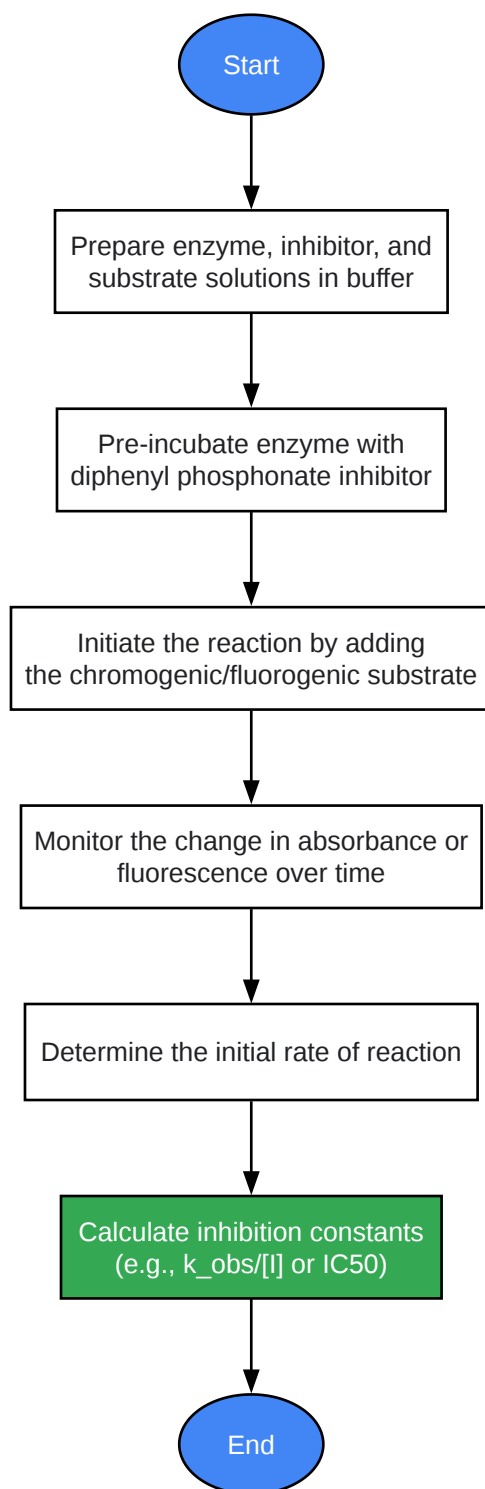 Start
Prepare enzyme, inhibitor, and
substrate solutions in buffer
Pre-incubate enzyme with
diphenyl phosphonate inhibitor
Initiate the reaction by adding
the chromogenic/fluorogenic substrate
Monitor the change in absorbance or
fluorescence over time
Determine the initial rate of reaction
Calculate inhibition constants
(e.g., k_obs/[I] or IC50)
End